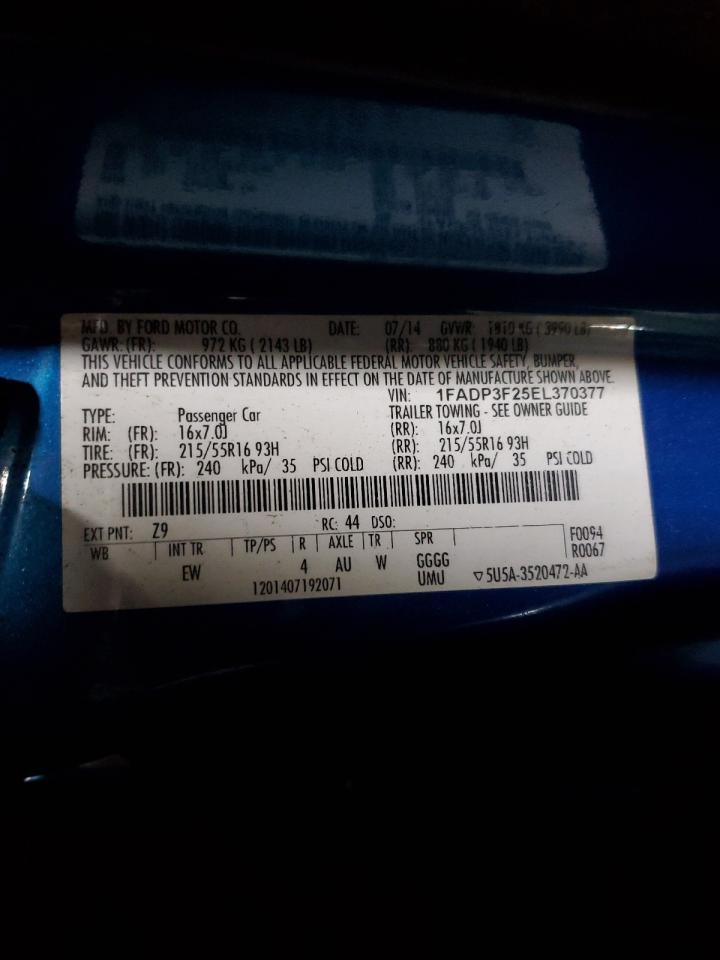 MFD. BY FORD MOTOR CO. DATE: 07/14 GVWR: 1810 KG ( 3990 LB)
GAWR: (FR): 972 KG ( 2143 LB) (RR): 880 KG ( 1940 LB)
THIS VEHICLE CONFORMS TO ALL APPLICABLE FEDERAL MOTOR VEHICLE SAFETY, BUMPER,
AND THEFT PREVENTION STANDARDS IN EFFECT ON THE DATE OF MANUFACTURE SHOWN ABOVE.
VIN: 1FADP3F25EL370377
TYPE: Passenger Car TRAILER TOWING - SEE OWNER GUIDE
RIM: (FR): 16x7.0J (RR): 16x7.0J
TIRE: (FR): 215/55R16 93H (RR): 215/55R16 93H
PRESSURE: (FR): 240 kPa/ 35 PSI COLD (RR): 240 kPa/ 35 PSI COLD
EXT PNT: Z9 RC: 44 DSO: F0094
WB INT TR TP/PS R AXLE TR SPR R0067
EW 4 AU W GGGG
1201407192071 UMU ▽5U5A-3520472-AA